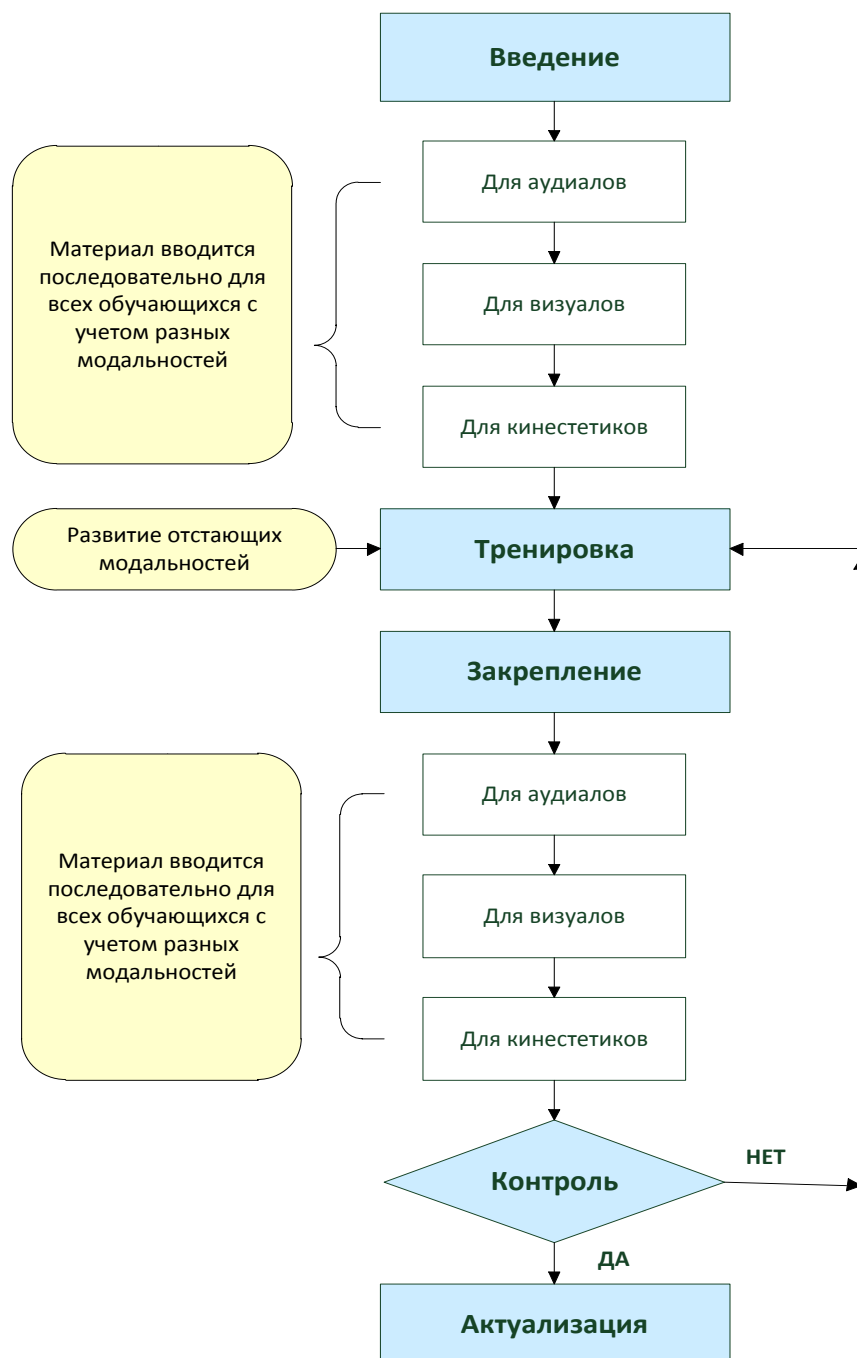 Введение
Для аудиалов
Материал вводится
последовательно для
всех обучающихся с
учетом разных
модальностей
Для визуалов
Для кинестетиков
Развитие отстающих
модальностей
Тренировка
Закрепление
Для аудиалов
Материал вводится
последовательно для
всех обучающихся с
учетом разных
модальностей
Для визуалов
Для кинестетиков
Контроль
НЕТ
ДА
Актуализация